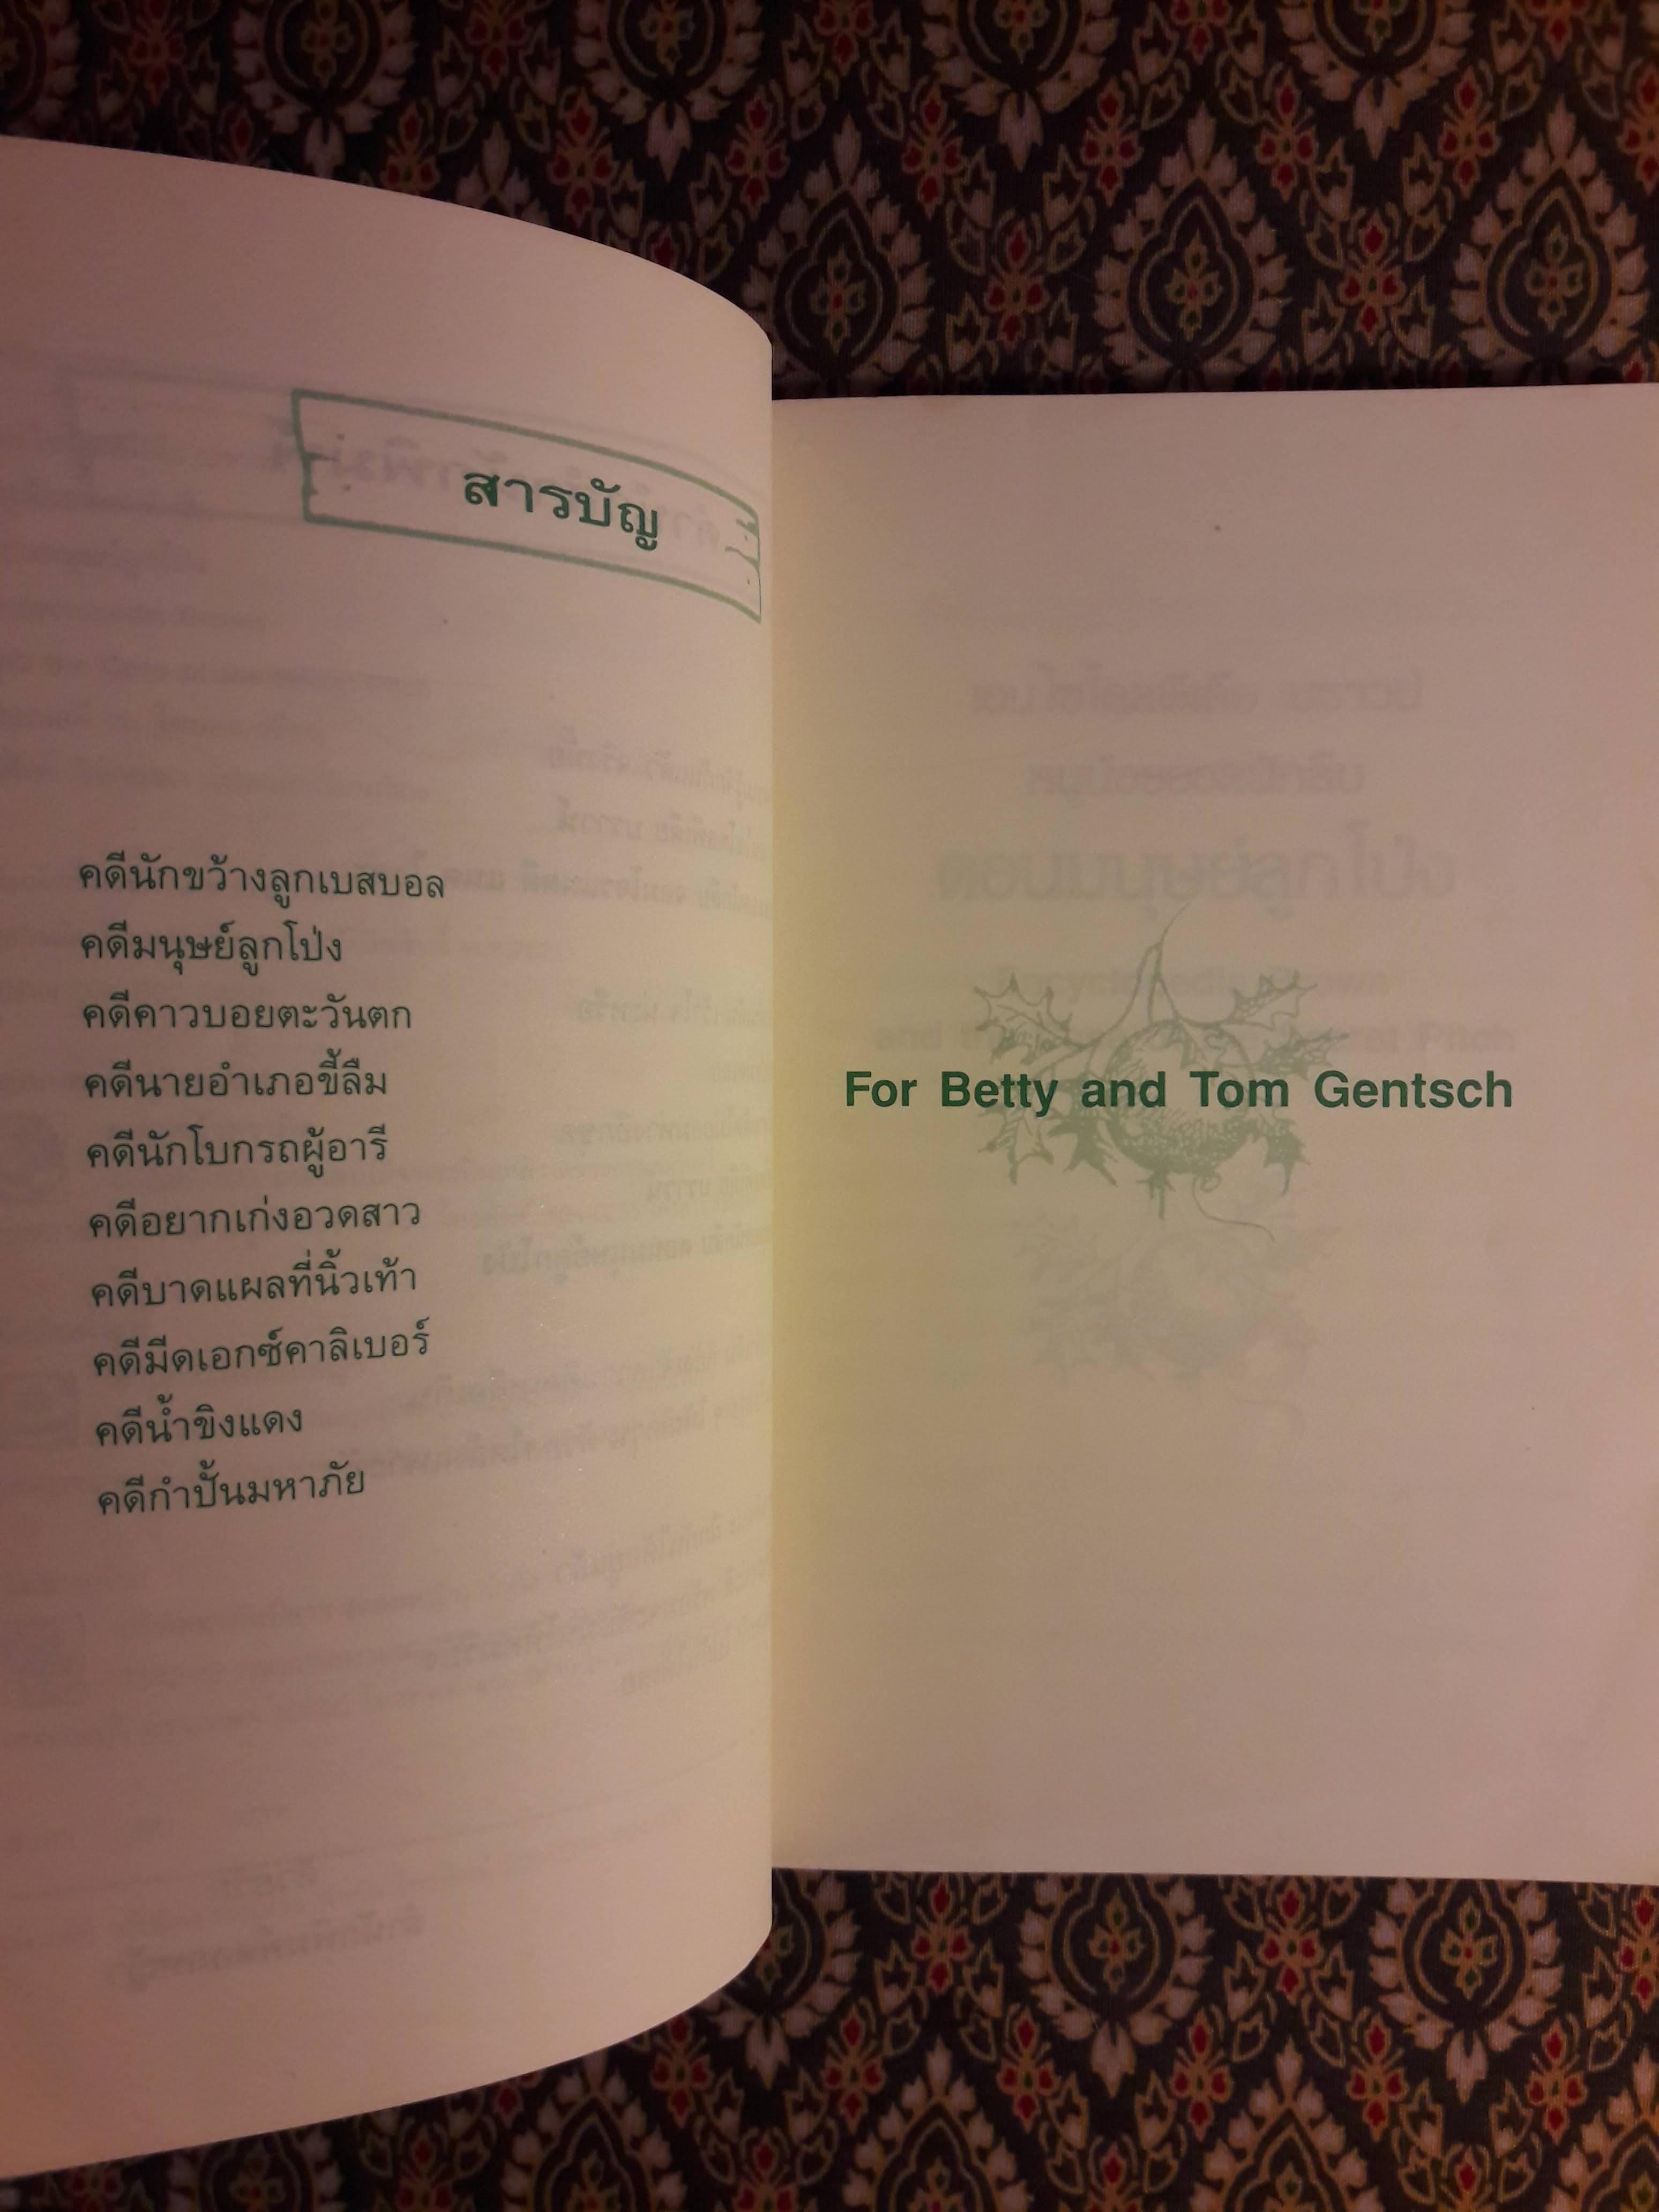 สารบัญ
คดีนักขว้างลูกเบสบอล
คดีมนุษย์ลูกโป่ง
คดีคาวบอยตะวันตก
คดีนายอำเภอขี้ลืม
คดีนักโบกรถผู้อารี
คดีอยากเก่งอวดสาว
คดีบาดแผลที่นิ้วเท้า
คดีมีดเอกซ์คาลิเบอร์
คดีน้ำขิงแดง
คดีกำปั้นมหาภัย
For Betty and Tom Gentsch